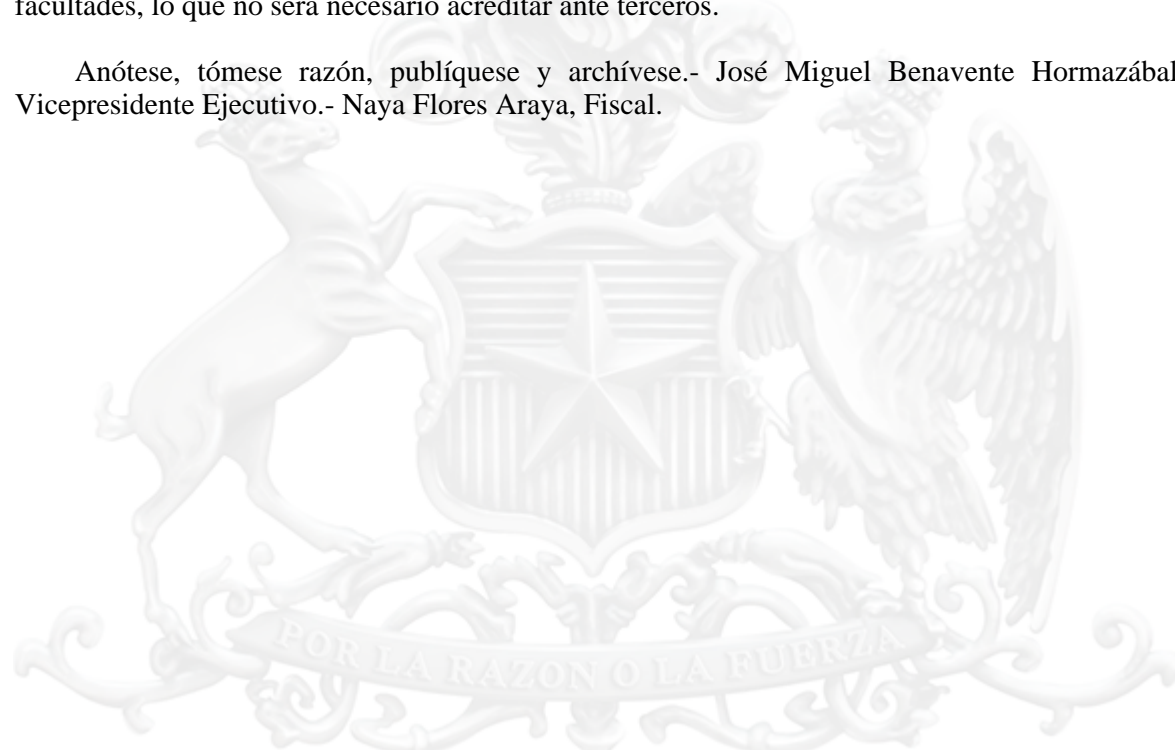 facultades, lo que no será necesario acreditar ante terceros.
Anótese, tómese razón, publíquese y archívese.- José Miguel Benavente Hormazábal
Vicepresidente Ejecutivo.- Naya Flores Araya, Fiscal.
POR LA RAZON O LA FUERZA